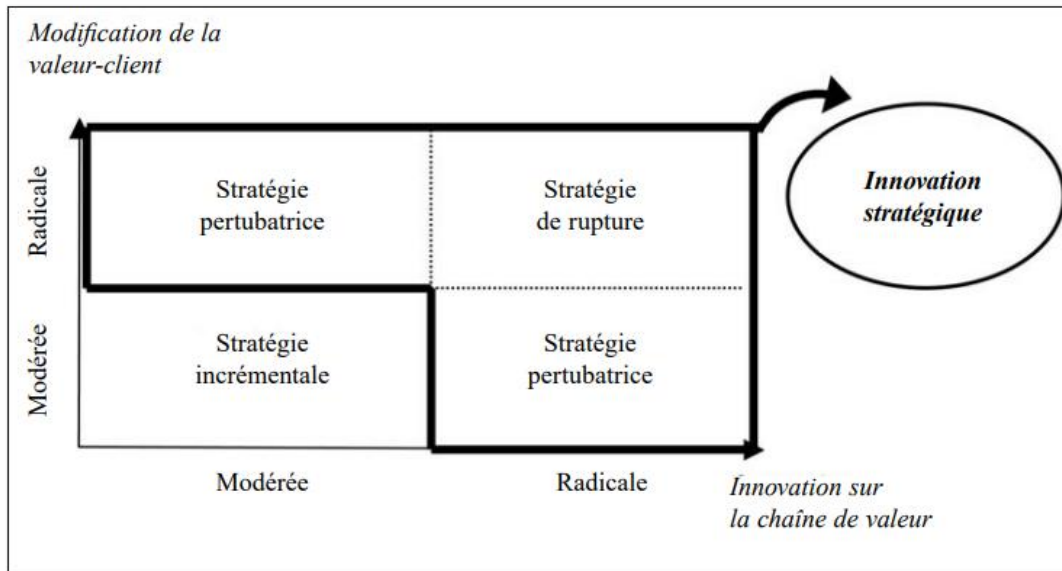 Modification de la
valeur-client
Radicale
Stratégie
pertubatrice
Stratégie
de rupture
Innovation
stratégique
Modérée
Stratégie
incrémentale
Stratégie
pertubatrice
Modérée
Radicale
Innovation sur
la chaîne de valeur